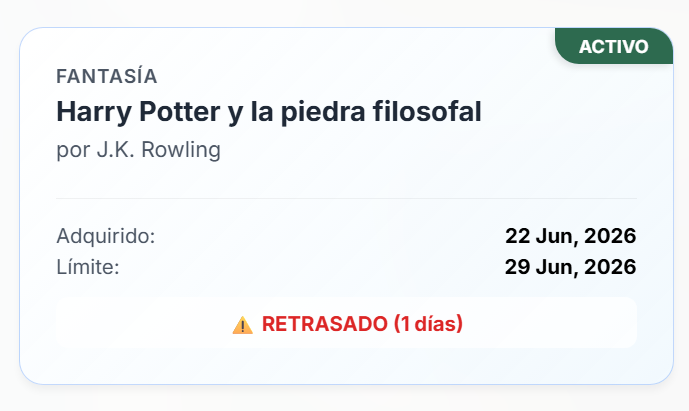 ACTIVO
FANTASÍA
Harry Potter y la piedra filosofal
por J.K. Rowling
Adquirido: 22 Jun, 2026
Límite: 29 Jun, 2026
⚠️ RETRASADO (1 días)